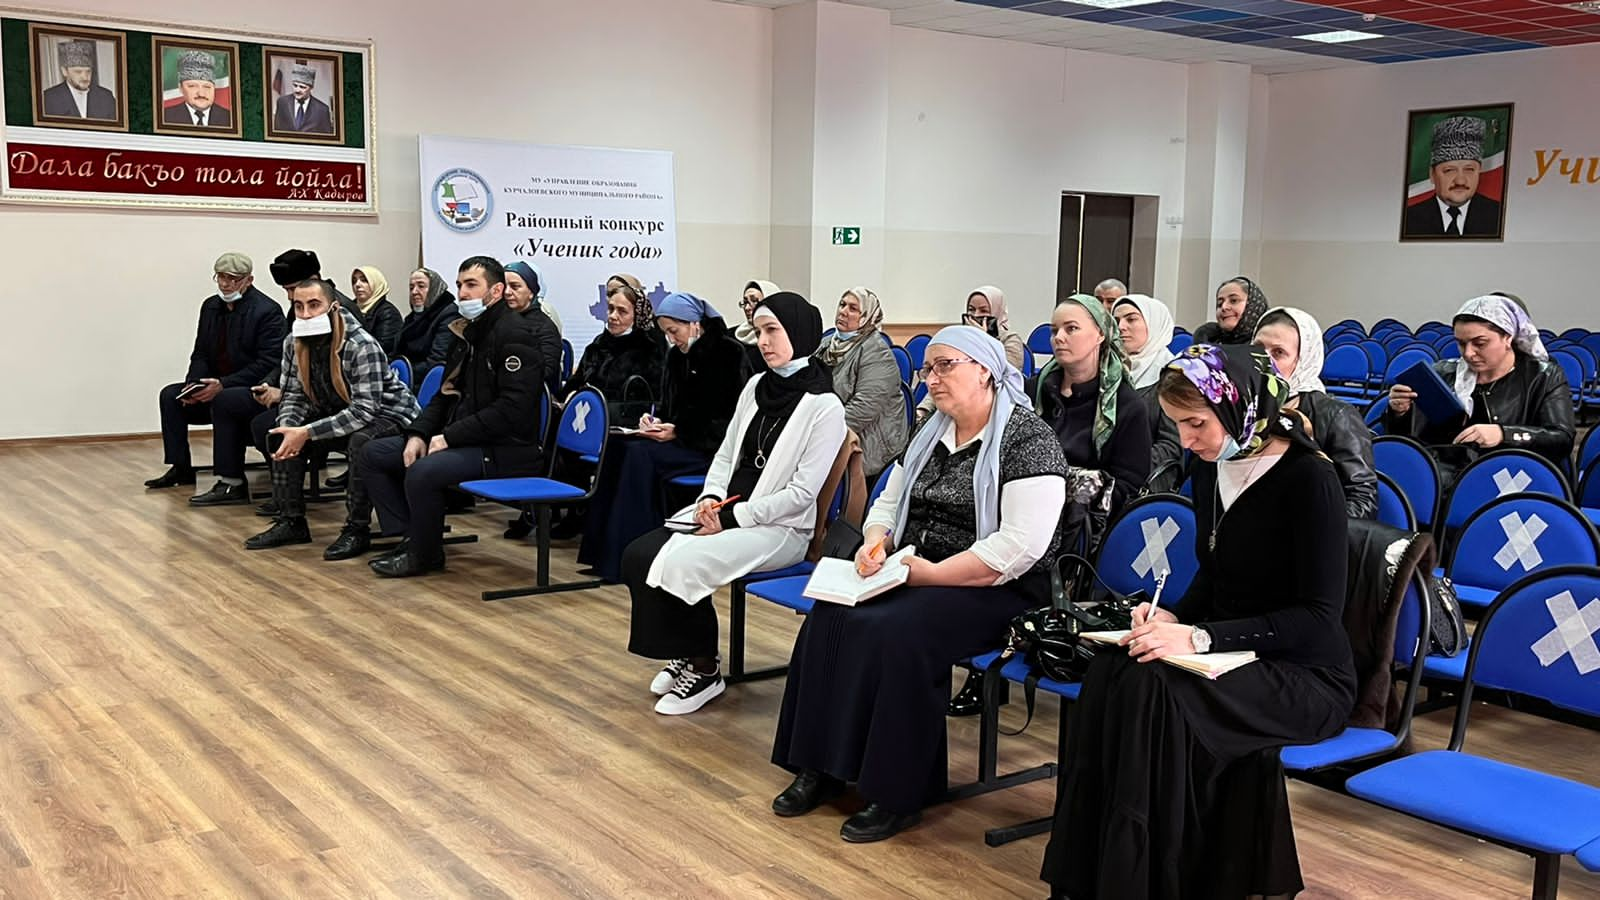 Дала бакъо тола йойла!
А-Х Кадыров
МУ «УПРАВЛЕНИЕ ОБРАЗОВАНИЯ
КУРЧАЛОЕВСКОГО МУНИЦИПАЛЬНОГО РАЙОНА»
Районный конкурс
«Ученик года»
Учи